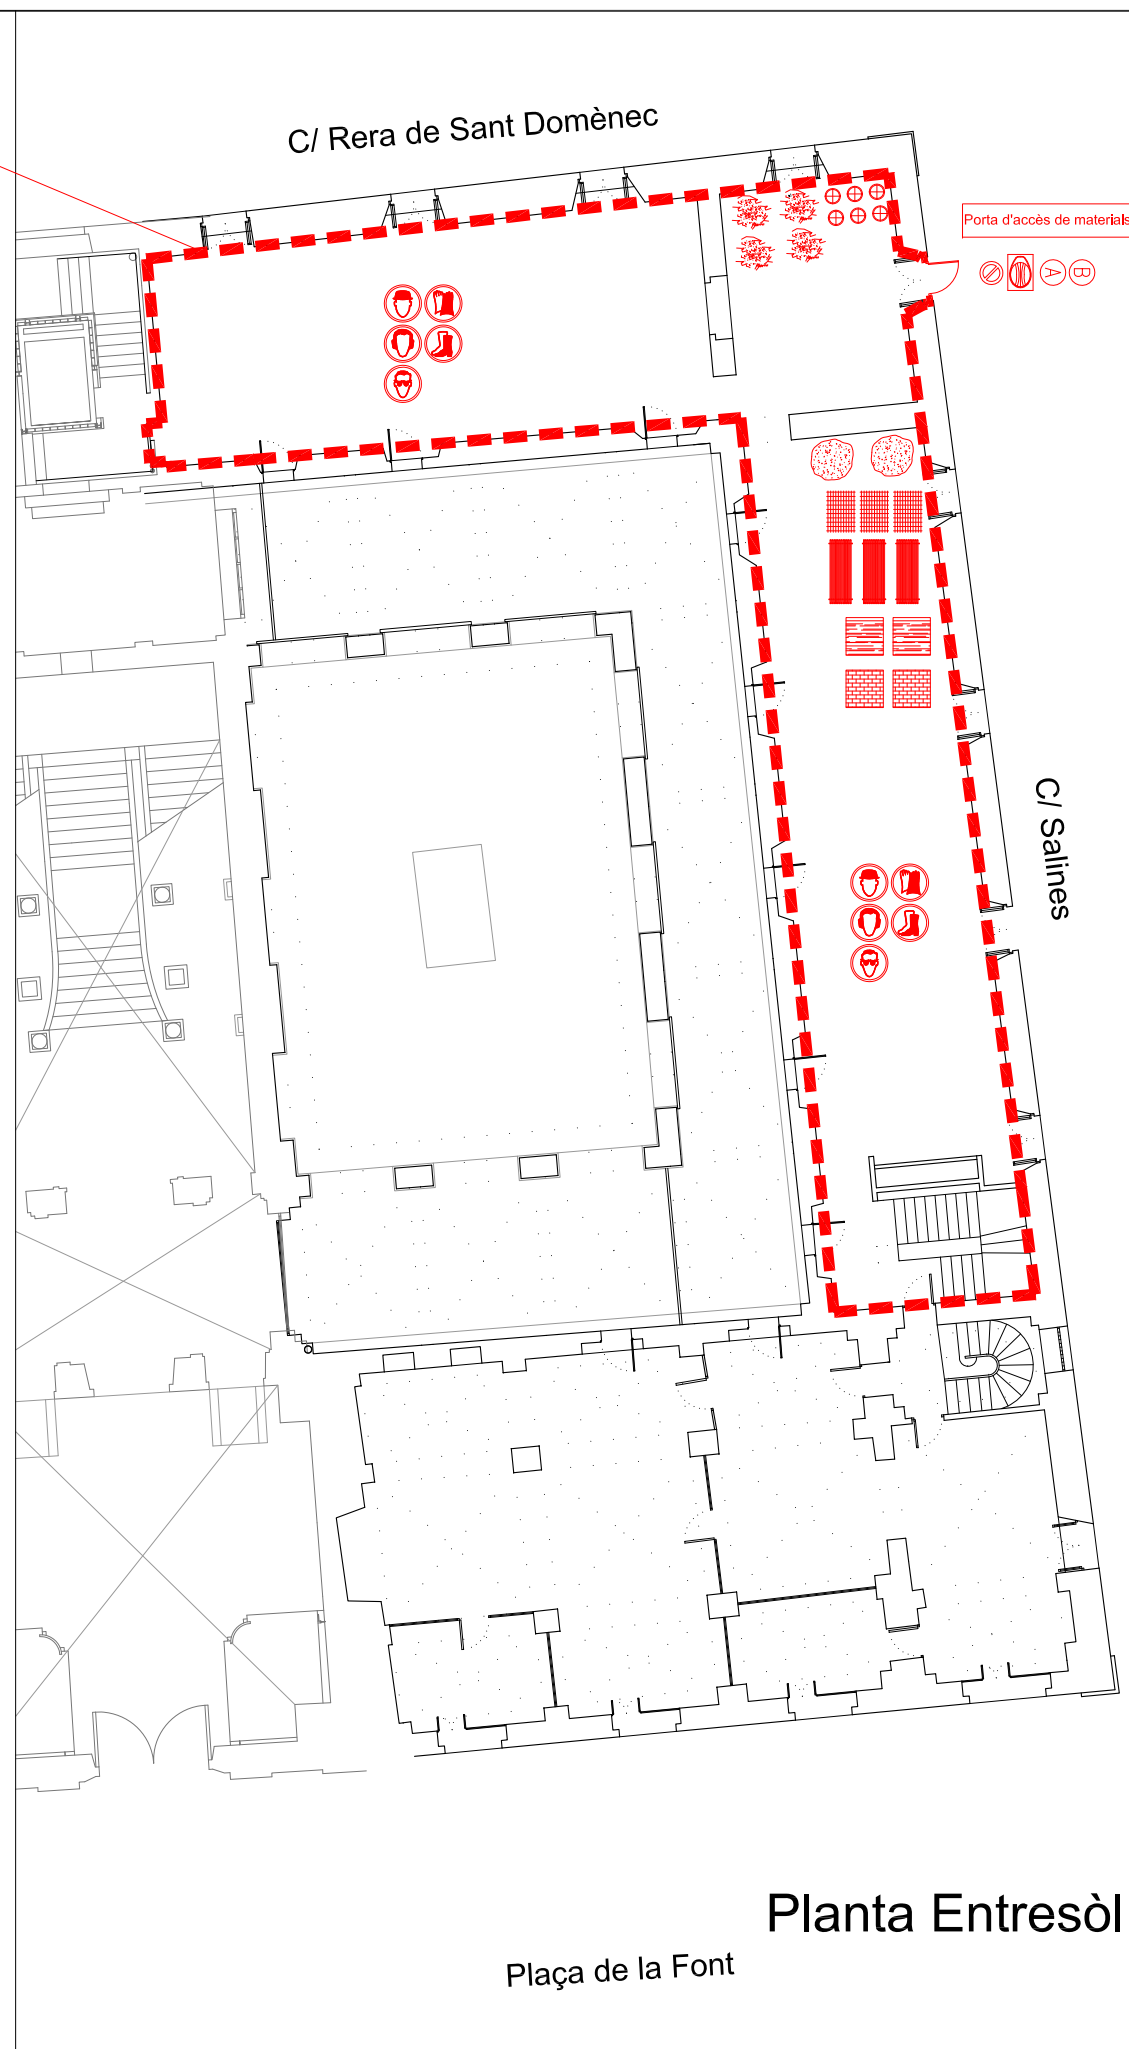 C/ Rera de Sant Domènec
Porta d'accès de materials
A
B
C/ Salines
Planta Entresòl
Plaça de la Font